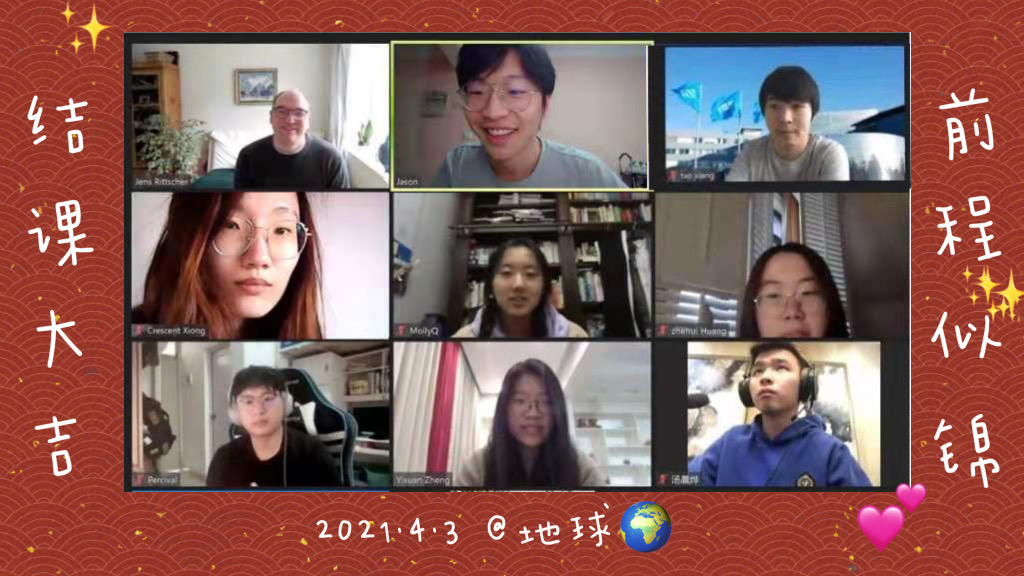 结课大吉
前程似锦
Jens Rittscher
Jason
tao xiang
Crescent Xiong
MollyQ
zhehui Huang
Percival
Yixuan Zheng
汤晨烨
2021.4.3 @地球